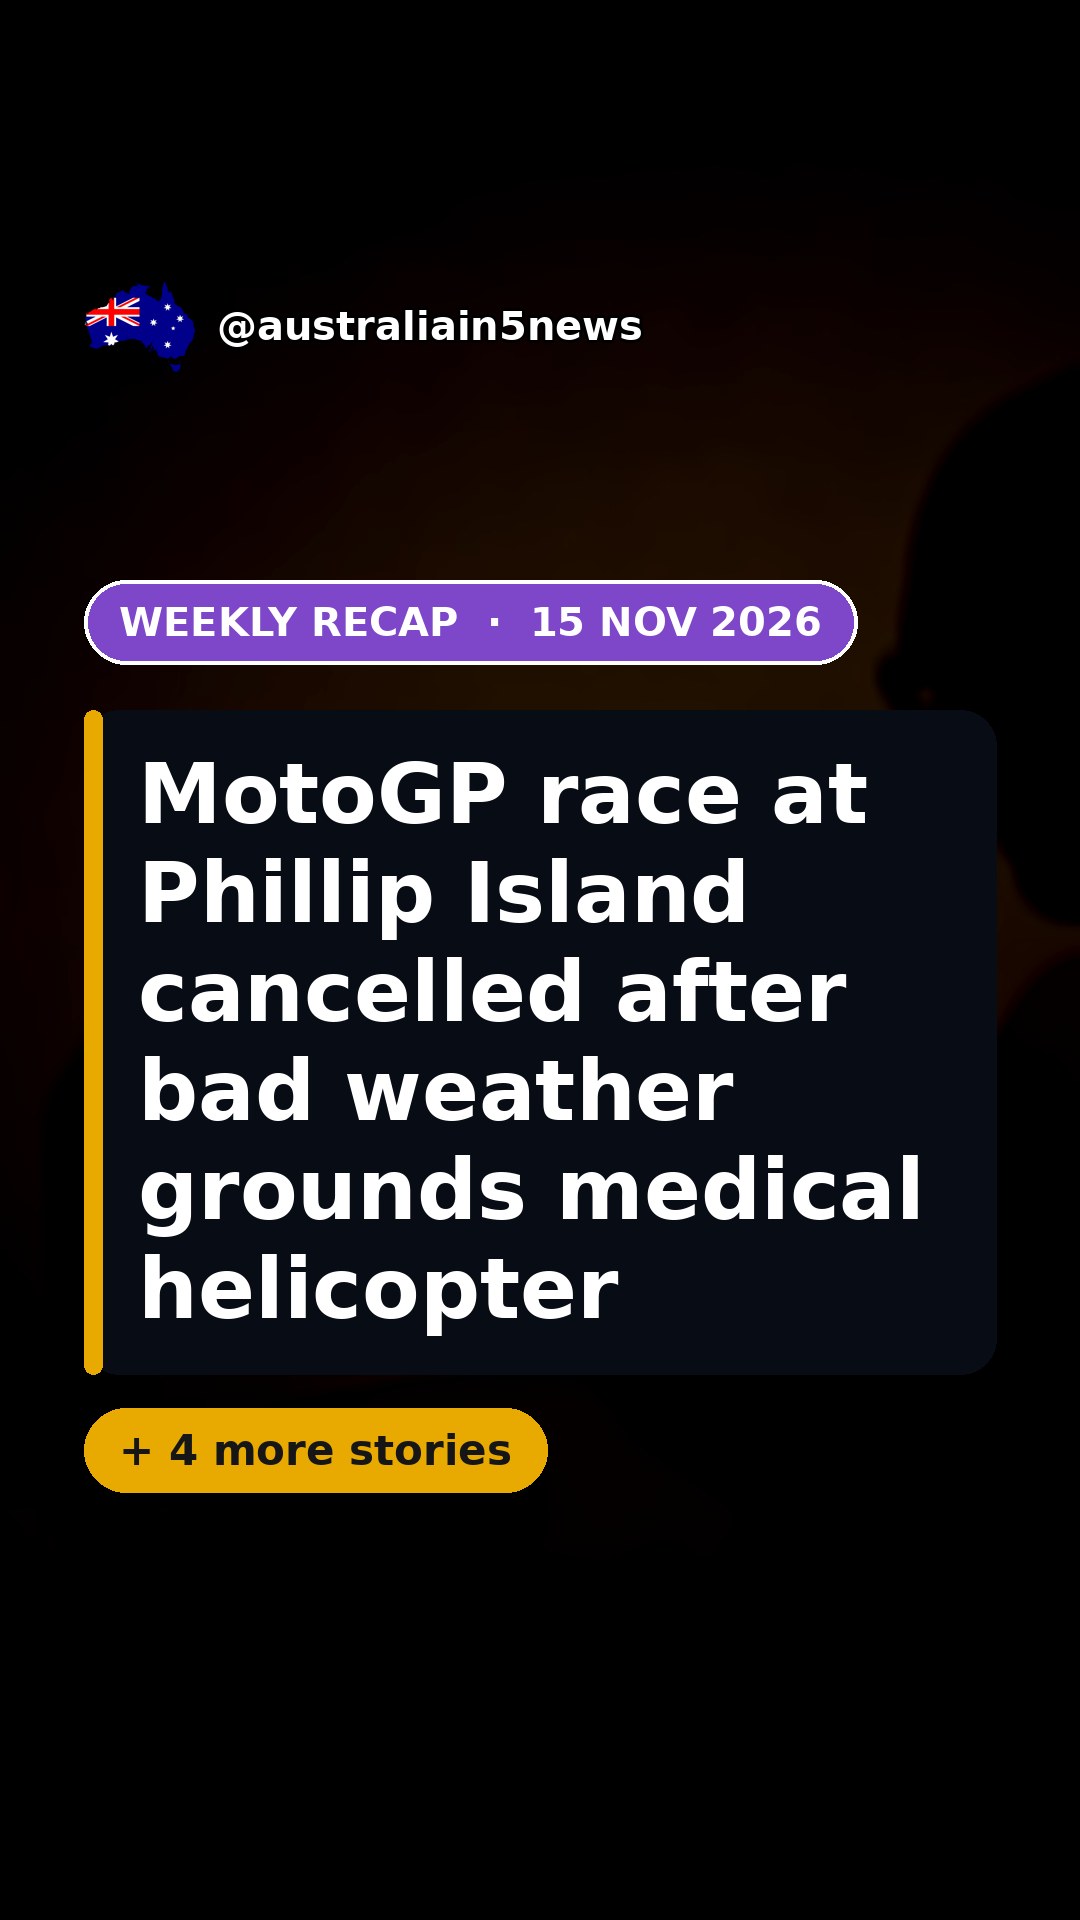 @australiain5news
WEEKLY RECAP · 15 NOV 2026
MotoGP race at
Phillip Island
cancelled after
bad weather
grounds medical
helicopter
+ 4 more stories